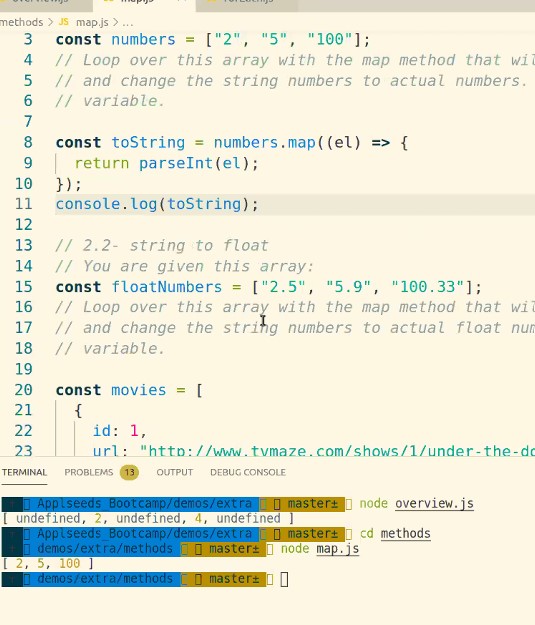 methods > JS map.js > ...
3 const numbers = ["2", "5", "100"];
4 // Loop over this array with the map method that wil
5 // and change the string numbers to actual numbers.
6 // variable.
7
8 const toString = numbers.map((el) => {
9 return parseInt(el);
10 });
11 console.log(toString);
12
13 // 2.2- string to float
14 // You are given this array:
15 const floatNumbers = ["2.5", "5.9", "100.33"];
16 // Loop over this array with the map method that wil
17 // and change the string numbers to actual float num
18 // variable.
19
20 const movies = [
21 {
22 id: 1,
23 url: "http://www.tvmaze.com/shows/1/under-the-do
TERMINAL PROBLEMS 13 OUTPUT DEBUG CONSOLE
Applseeds Bootcamp/demos/extra master± node overview.js
[ undefined, 2, undefined, 4, undefined ]
Applseeds Bootcamp/demos/extra master± cd methods
demos/extra/methods master± node map.js
[ 2, 5, 100 ]
demos/extra/methods master±